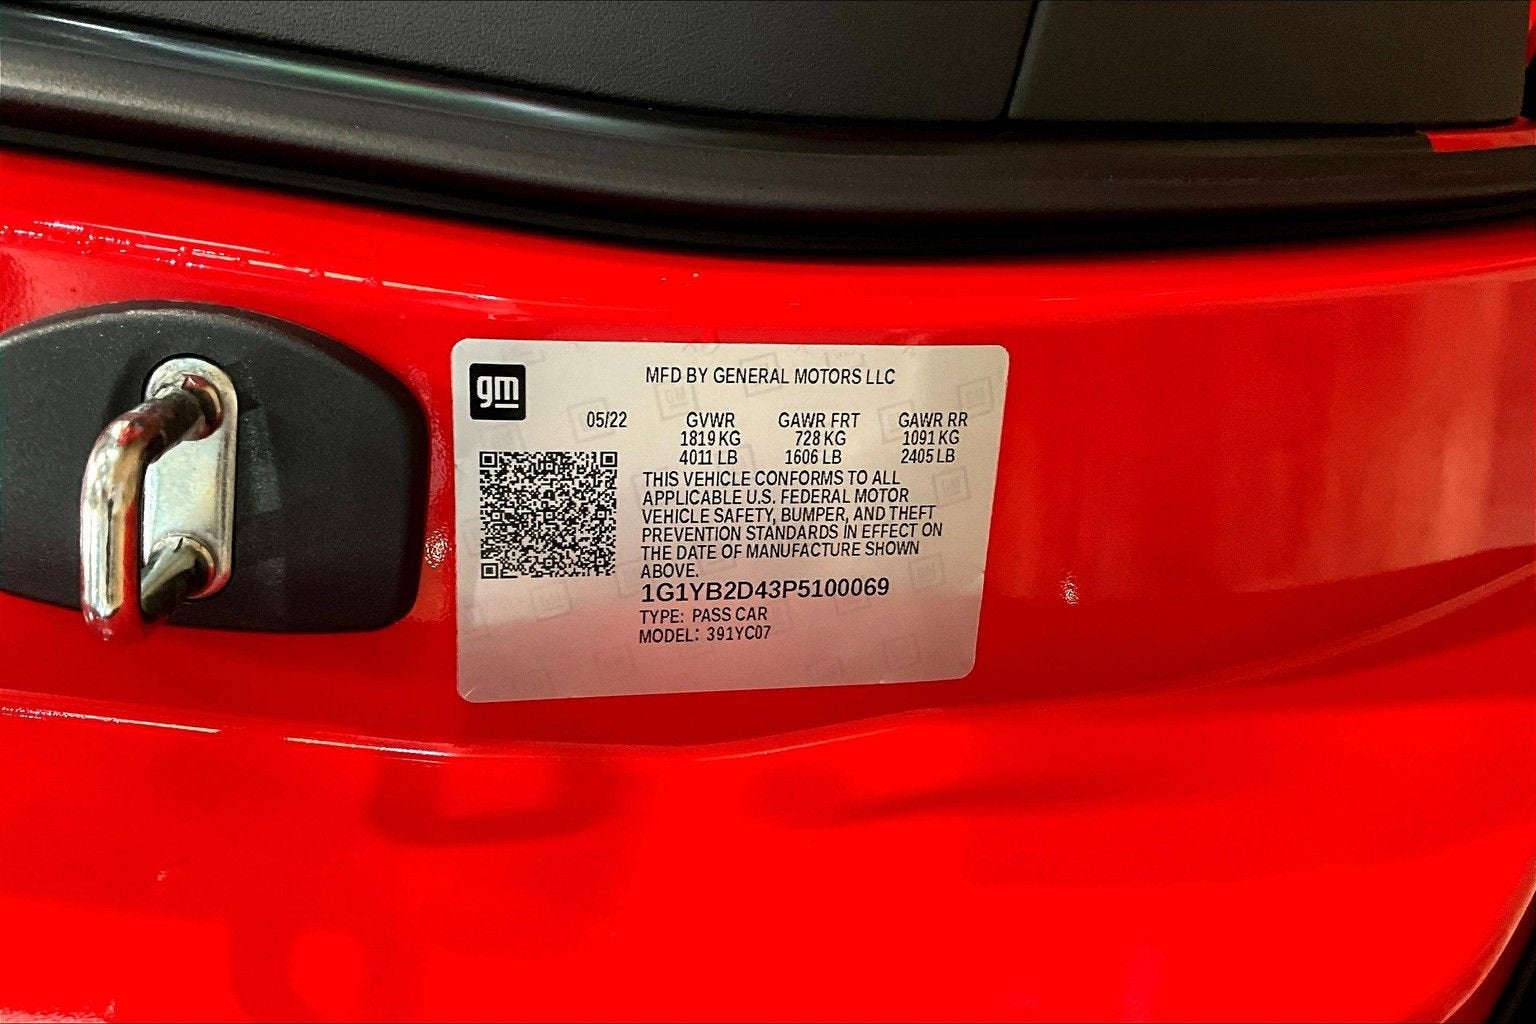 gm
MFD BY GENERAL MOTORS LLC
05/22 GVWR GAWR FRT GAWR RR
1819 KG 728 KG 1091 KG
4011 LB 1606 LB 2405 LB
THIS VEHICLE CONFORMS TO ALL
APPLICABLE U.S. FEDERAL MOTOR
VEHICLE SAFETY, BUMPER, AND THEFT
PREVENTION STANDARDS IN EFFECT ON
THE DATE OF MANUFACTURE SHOWN
ABOVE.
1G1YB2D43P5100069
TYPE: PASS CAR
MODEL: 391YC07